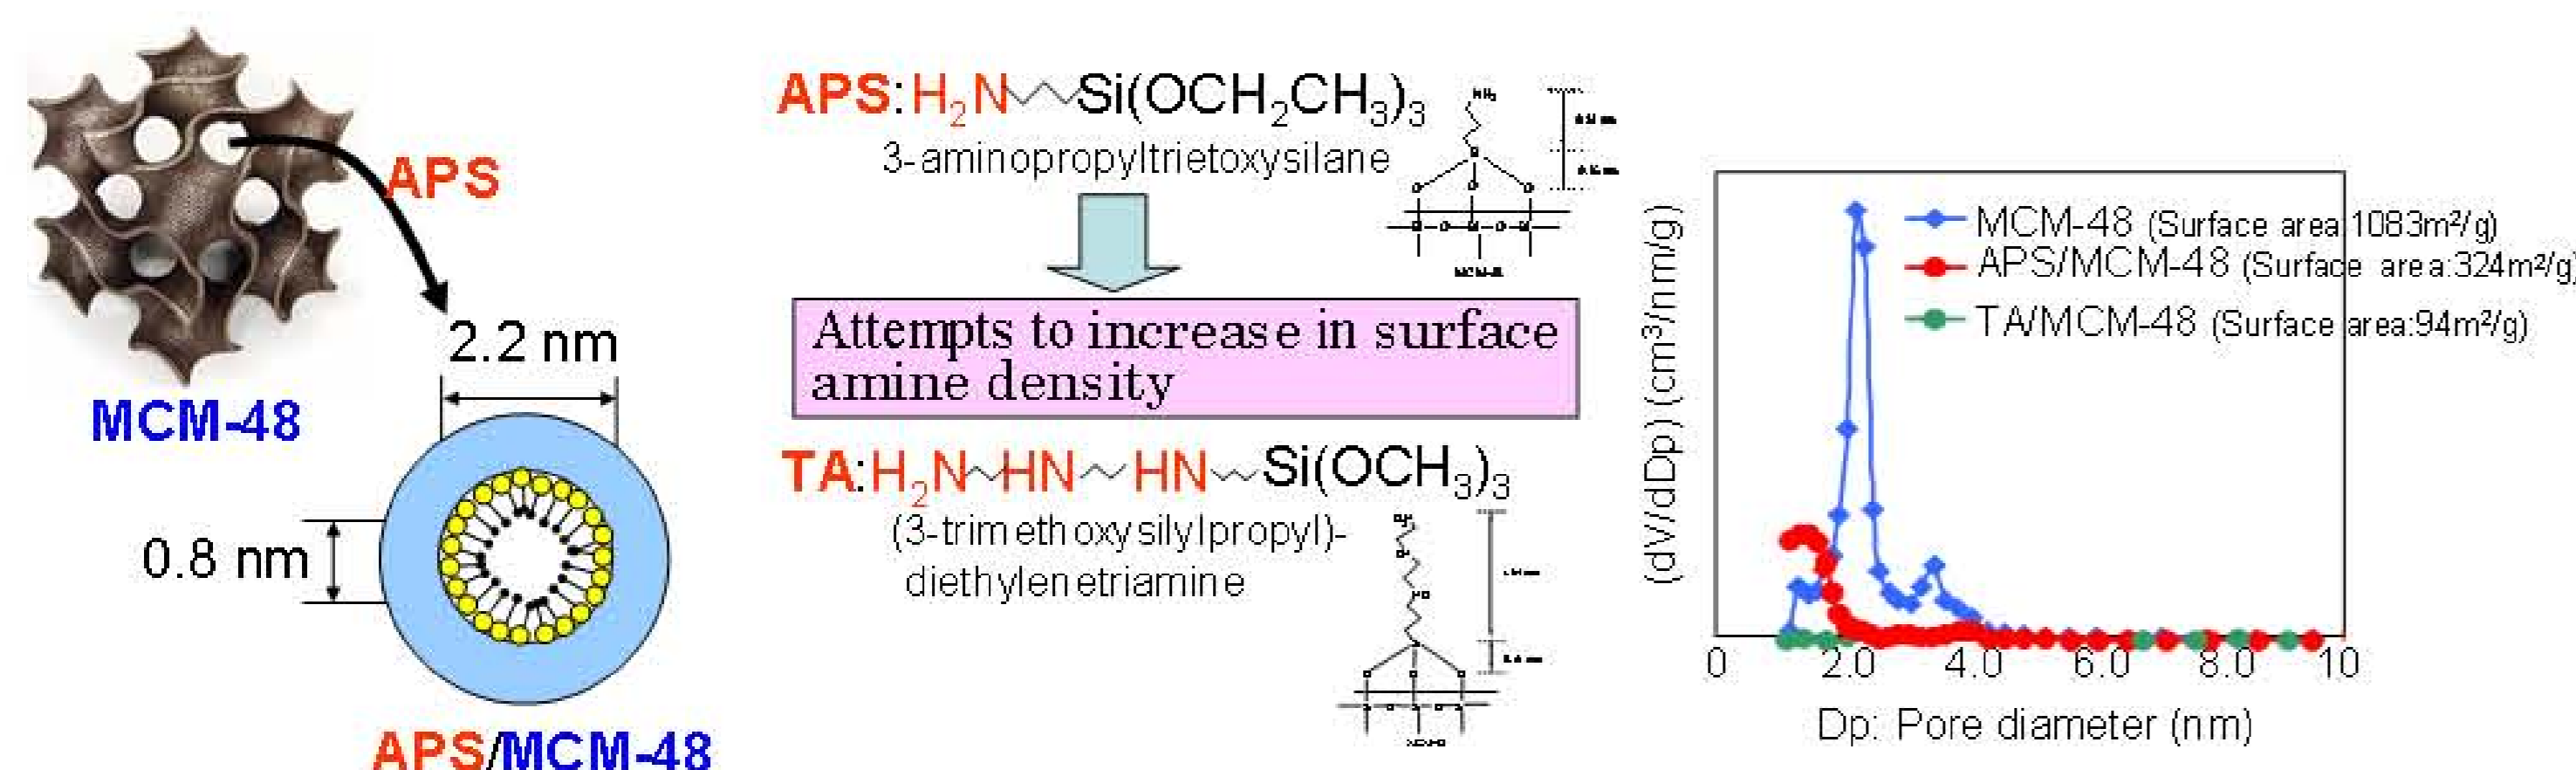 APS
MCM-48
2.2 nm
0.8 nm
APS/MCM-48
APS:H₂N Si(OCH₂CH₃)₃
3-aminopropyltrietoxysilane
Attempts to increase in surface
amine density
TA:H₂N HN HN Si(OCH₃)₃
(3-trimethoxysilylpropyl)-
diethylenetriamine
NH₂
(dV/dDp) (cm³/nm/g)
MCM-48 (Surface area:1083m²/g)
APS/MCM-48 (Surface area:324m²/g)
TA/MCM-48 (Surface area:94m²/g)
0 2.0 4.0 6.0 8.0 10
Dp: Pore diameter (nm)